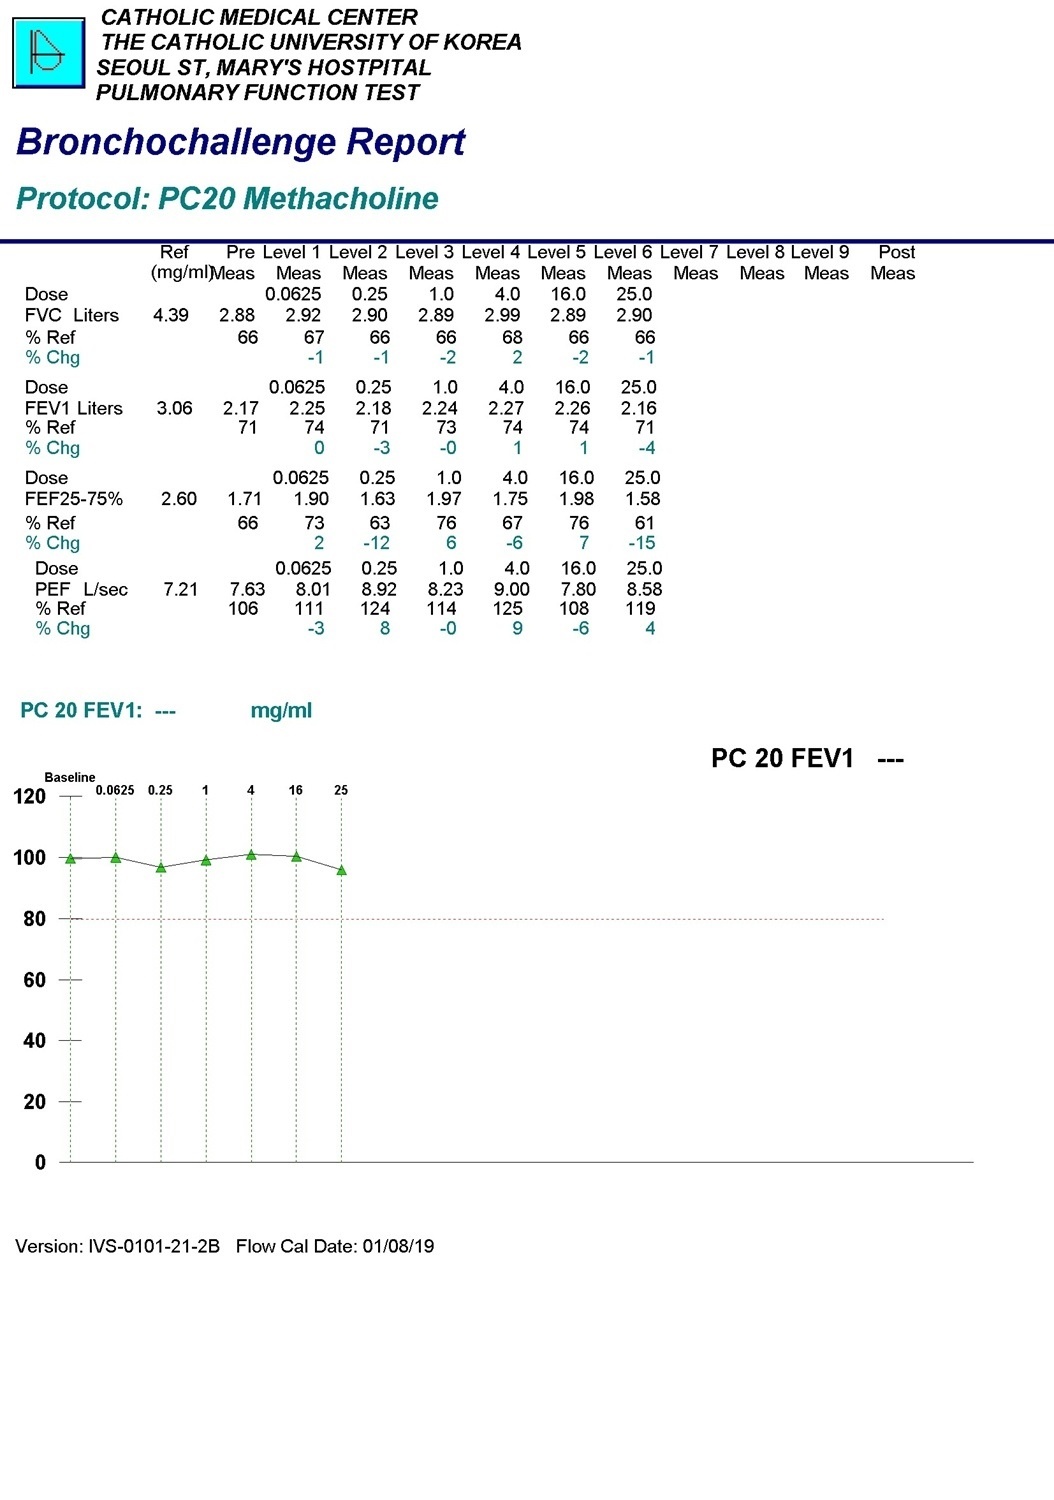 CATHOLIC MEDICAL CENTER
THE CATHOLIC UNIVERSITY OF KOREA
SEOUL ST, MARY'S HOSTPITAL
PULMONARY FUNCTION TEST
Bronchochallenge Report
Protocol: PC20 Methacholine
Ref Pre Level 1 Level 2 Level 3 Level 4 Level 5 Level 6 Level 7 Level 8 Level 9 Post
(mg/ml) Meas Meas Meas Meas Meas Meas Meas Meas Meas Meas Meas
Dose 0.0625 0.25 1.0 4.0 16.0 25.0
FVC Liters 4.39 2.88 2.92 2.90 2.89 2.99 2.89 2.90
% Ref 66 67 66 66 68 66 66
% Chg -1 -1 -2 2 -2 -1
Dose 0.0625 0.25 1.0 4.0 16.0 25.0
FEV1 Liters 3.06 2.17 2.25 2.18 2.24 2.27 2.26 2.16
% Ref 71 74 71 73 74 74 71
% Chg 0 -3 -0 1 1 -4
Dose 0.0625 0.25 1.0 4.0 16.0 25.0
FEF25-75% 2.60 1.71 1.90 1.63 1.97 1.75 1.98 1.58
% Ref 66 73 63 76 67 76 61
% Chg 2 -12 6 -6 7 -15
Dose 0.0625 0.25 1.0 4.0 16.0 25.0
PEF L/sec 7.21 7.63 8.01 8.92 8.23 9.00 7.80 8.58
% Ref 106 111 124 114 125 108 119
% Chg -3 8 -0 9 -6 4
PC 20 FEV1: --- mg/ml
PC 20 FEV1 ---
Baseline
0.0625 0.25 1 4 16 25
120
100
80
60
40
20
0
Version: IVS-0101-21-2B Flow Cal Date: 01/08/19